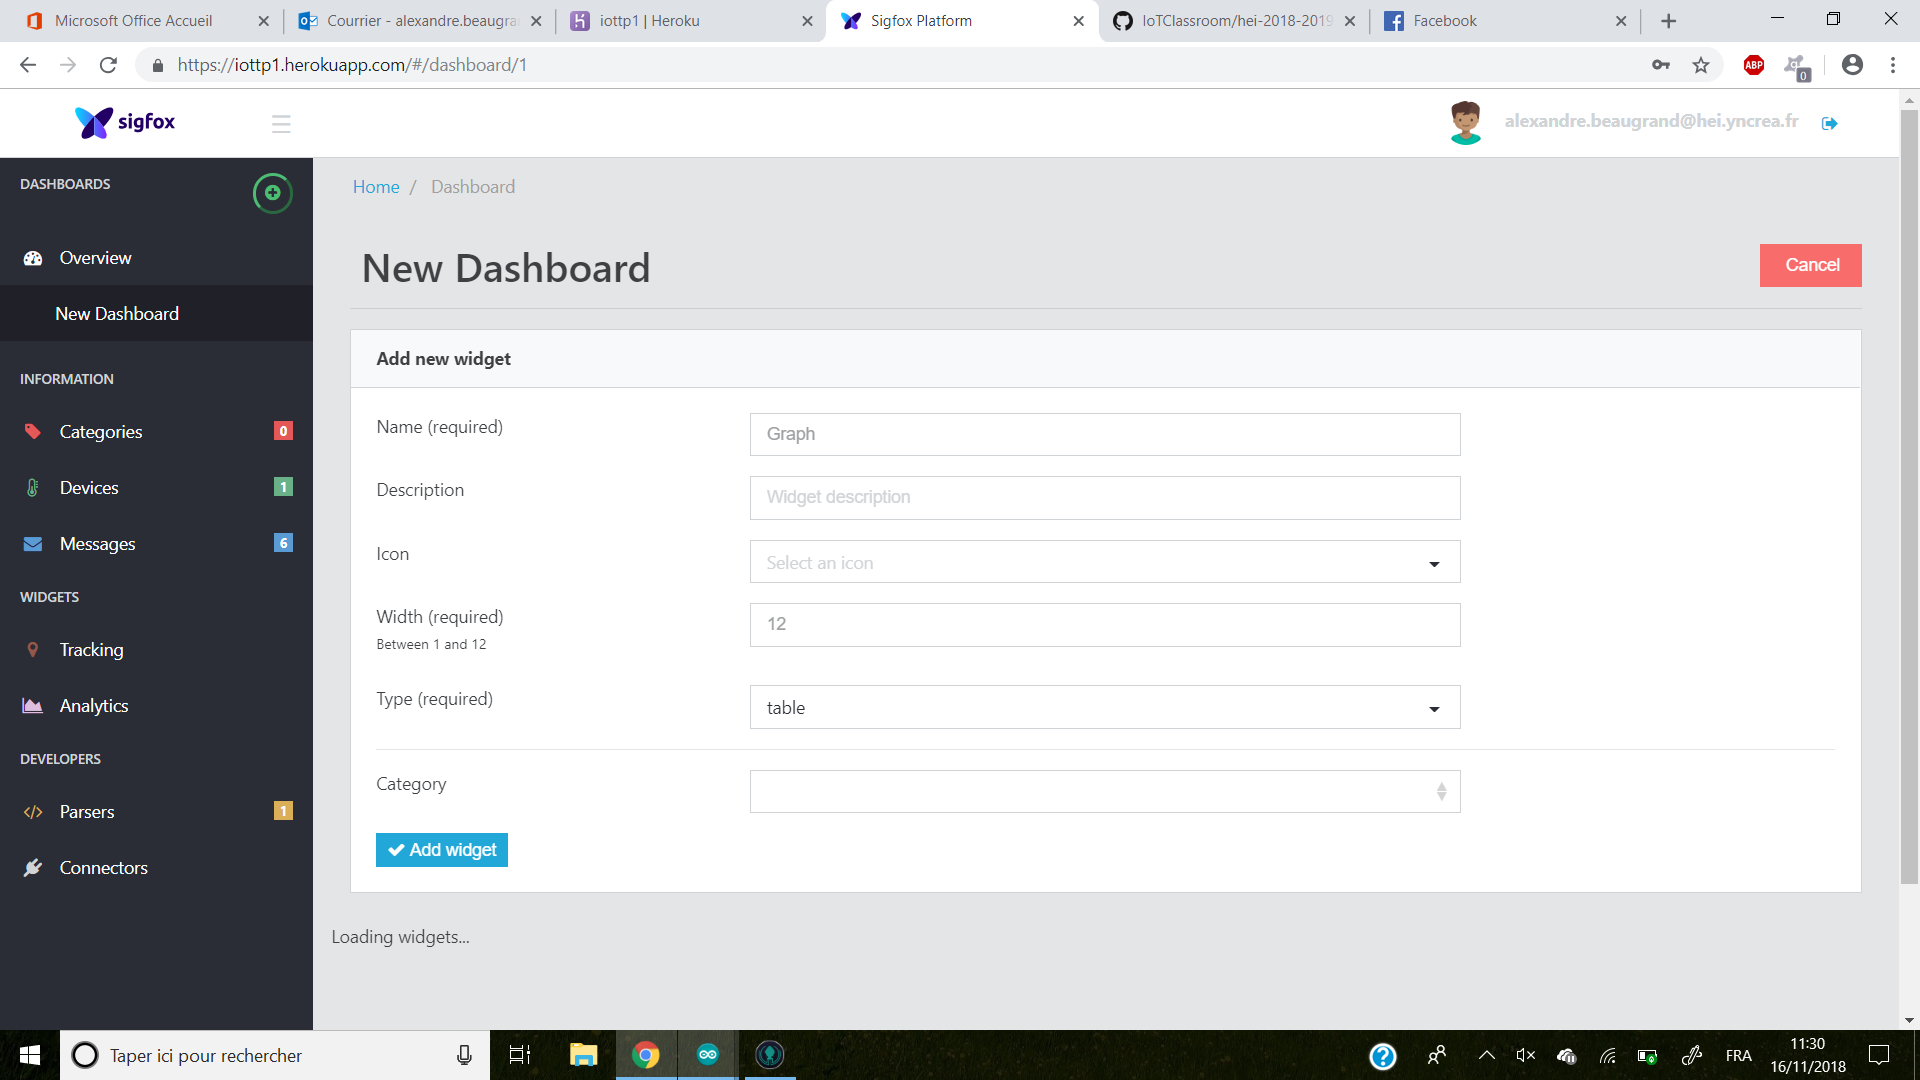 Microsoft Office Accueil
Courrier - alexandre.beaugra
iottp1 | Heroku
Sigfox Platform
IoTClassroom/hei-2018-2019
Facebook
https://iottp1.herokuapp.com/#/dashboard/1
ABP
0
sigfox
alexandre.beaugrand@hei.yncrea.fr
DASHBOARDS
Overview
New Dashboard
INFORMATION
Categories 0
Devices 1
Messages 6
WIDGETS
Tracking
Analytics
DEVELOPERS
Parsers 1
Connectors
Home / Dashboard
New Dashboard
Cancel
Add new widget
Name (required)
Graph
Description
Widget description
Icon
Select an icon
Width (required)
Between 1 and 12
12
Type (required)
table
Category
Add widget
Loading widgets...
Taper ici pour rechercher
FRA
11:30
16/11/2018